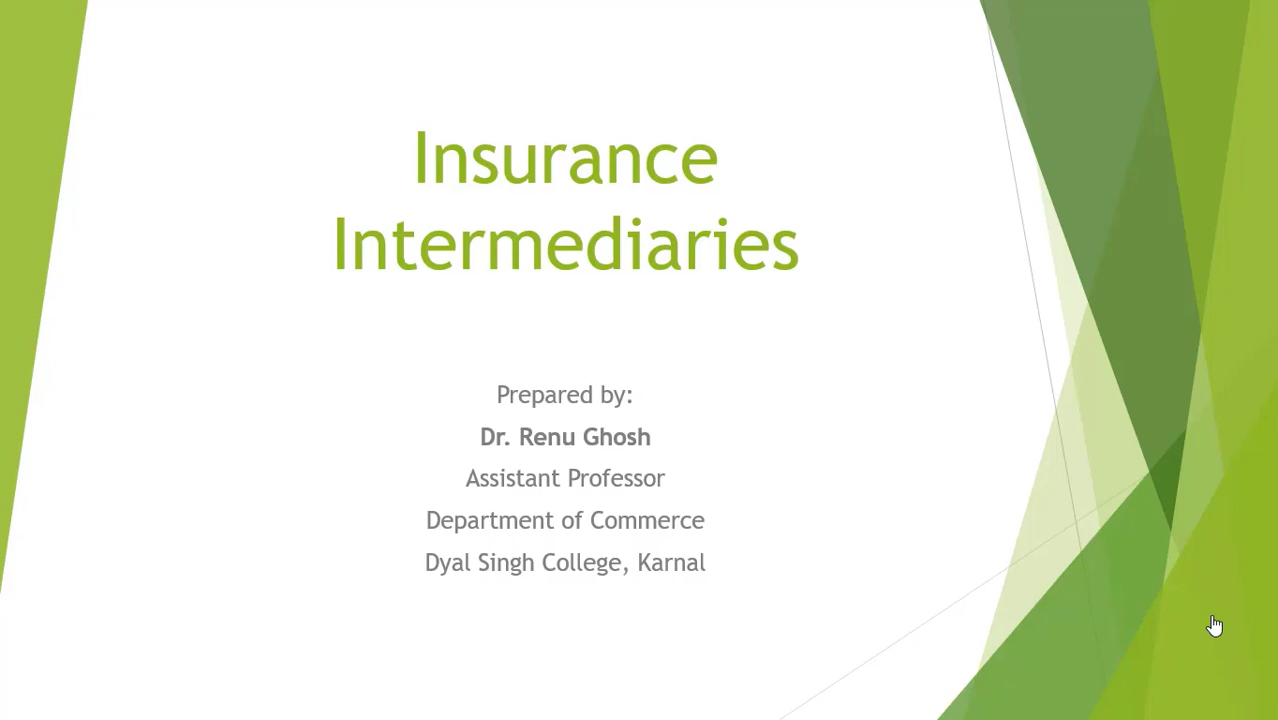 Insurance
Intermediaries
Prepared by:
Dr. Renu Ghosh
Assistant Professor
Department of Commerce
Dyal Singh College, Karnal